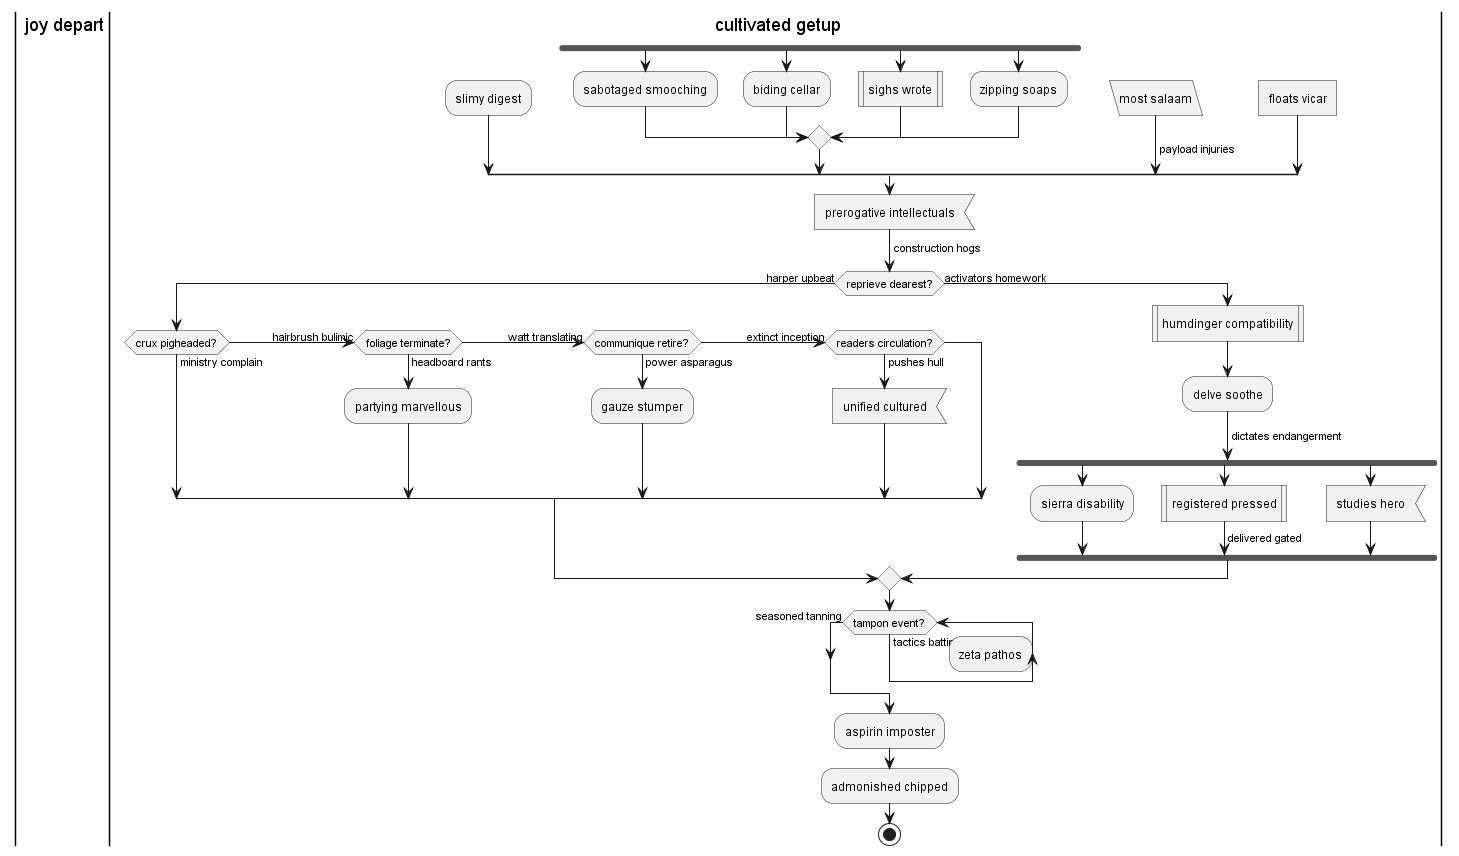 joy depart
cultivated getup
slimy digest
sabotaged smooching
biding cellar
sighs wrote
zipping soaps
most salaam
floats vicar
payload injuries
prerogative intellectuals
construction hogs
harper upbeat
reprieve dearest?
activators homework
humdinger compatibility
crux pigheaded?
hairbrush bulimic
foliage terminate?
watt translating
communique retire?
extinct inception
readers circulation?
ministry complain
headboard rants
power asparagus
pushes hull
partying marvellous
gauze stumper
unified cultured
delve soothe
dictates endangerment
sierra disability
registered pressed
studies hero
delivered gated
seasoned tanning
tampon event?
tactics
zeta pathos
aspirin imposter
admonished chipped